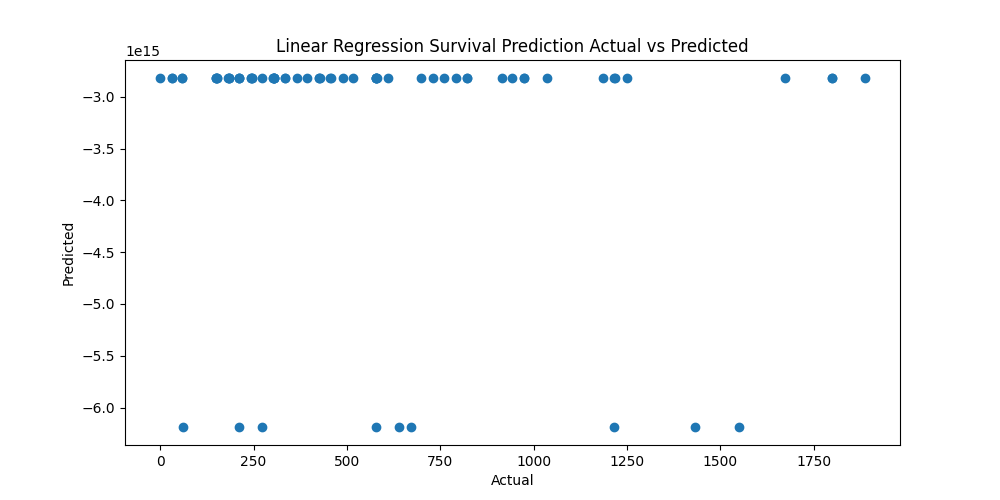 Linear Regression Survival Prediction Actual vs Predicted
1e15
−3.0
−3.5
−4.0
−4.5
−5.0
−5.5
−6.0
Predicted
0 250 500 750 1000 1250 1500 1750
Actual